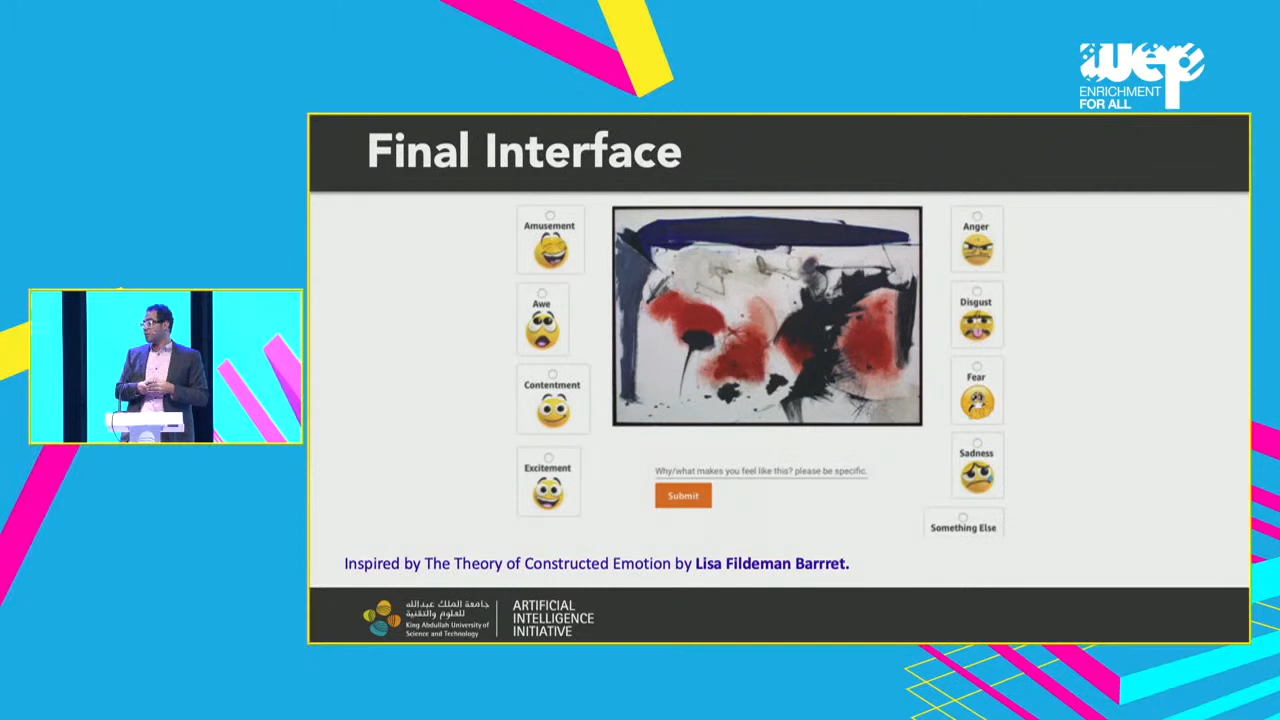 wep
ENRICHMENT
FOR ALL
Final Interface
Amusement
Awe
Contentment
Excitement
Anger
Disgust
Fear
Sadness
Something Else
Why/what makes you feel like this? please be specific.
Submit
Inspired by The Theory of Constructed Emotion by Lisa Fildeman Barrret.
جامعة الملك عبدالله
للعلوم والتقنية
King Abdullah University of
Science and Technology
ARTIFICIAL
INTELLIGENCE
INITIATIVE